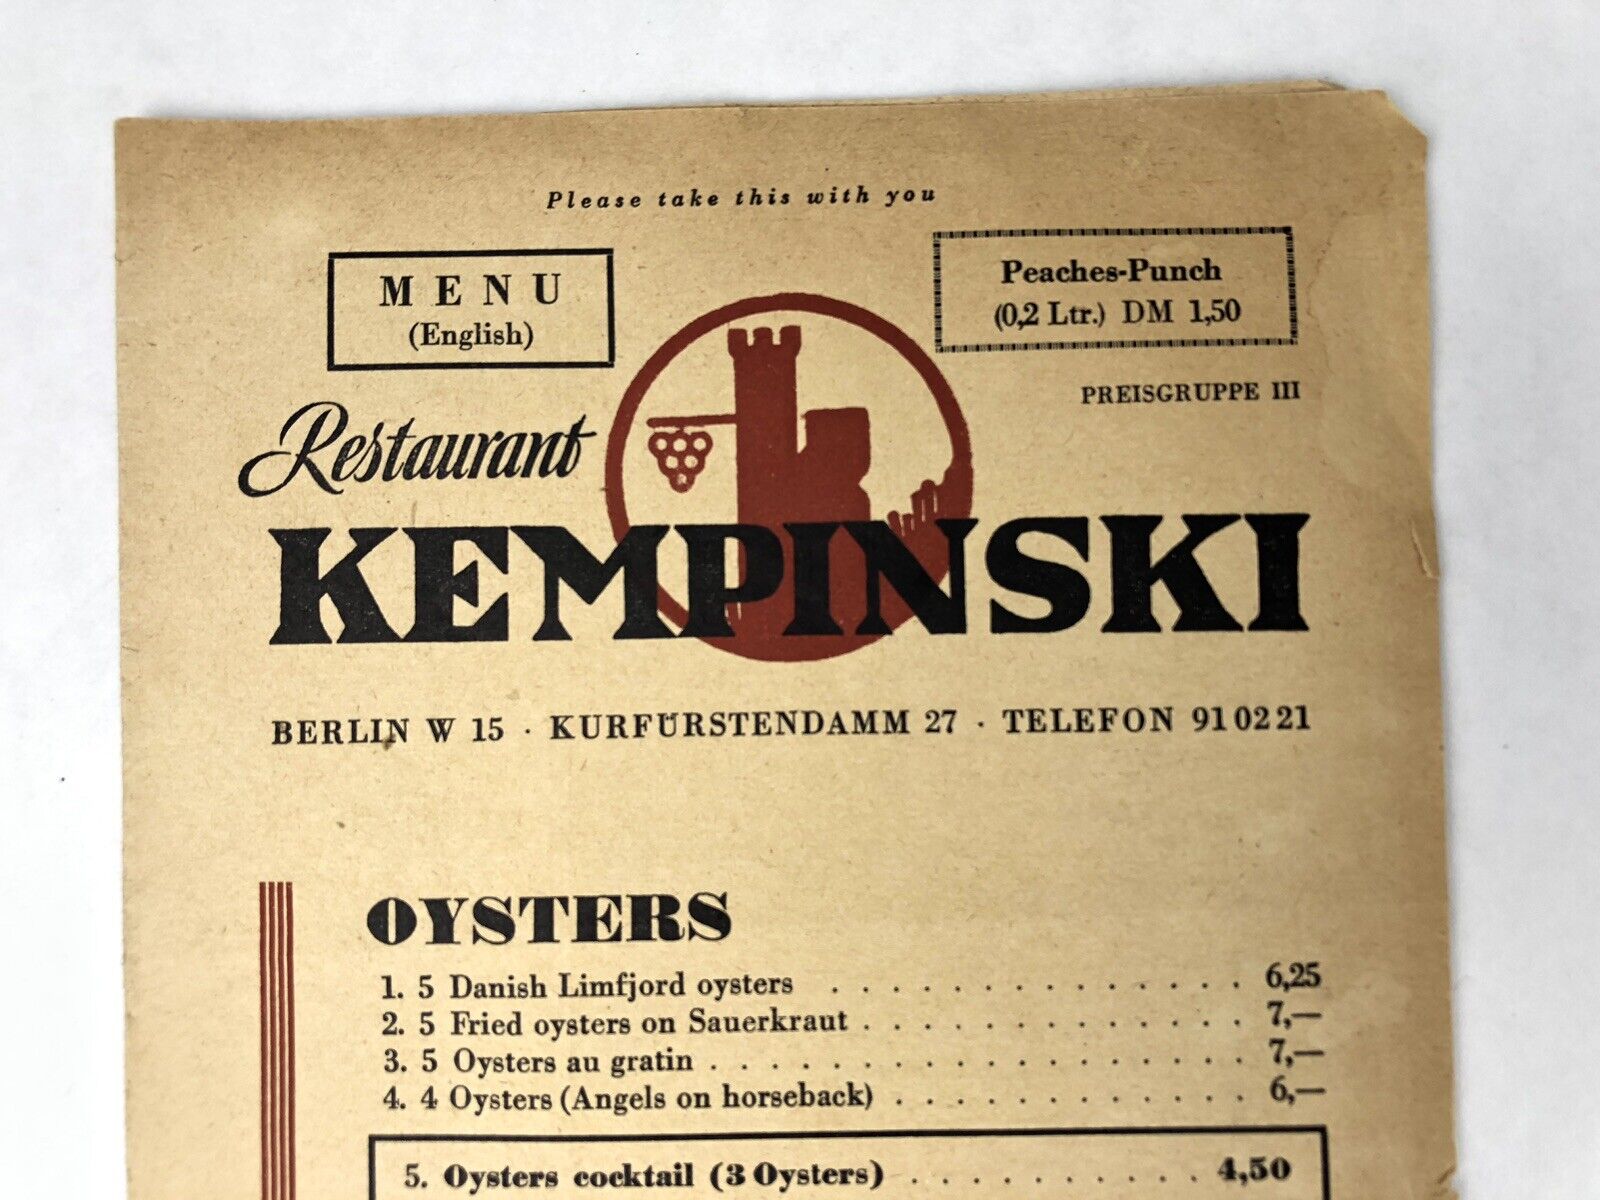 Please take this with you
MENU
(English)
Peaches-Punch
(0,2 Ltr.) DM 1,50
PREISGRUPPE III
Restaurant
KEMPINSKI
BERLIN W 15 · KURFÜRSTENDAMM 27 · TELEFON 91 02 21
OYSTERS
1. 5 Danish Limfjord oysters . . . . . . . . . . . . . . 6,25
2. 5 Fried oysters on Sauerkraut . . . . . . . . . . . . . 7,—
3. 5 Oysters au gratin . . . . . . . . . . . . . . . . . 7,—
4. 4 Oysters (Angels on horseback) . . . . . . . . . . . . 6,—
5. Oysters cocktail (3 Oysters) . . . . . . . . . . . 4,50